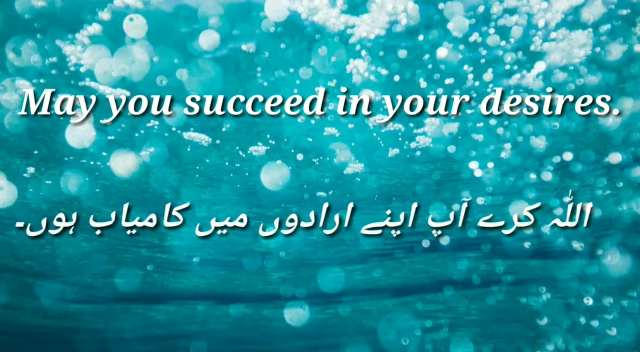 May you succeed in your desires.
اللہ کرے آپ اپنے ارادوں میں کامیاب ہوں۔